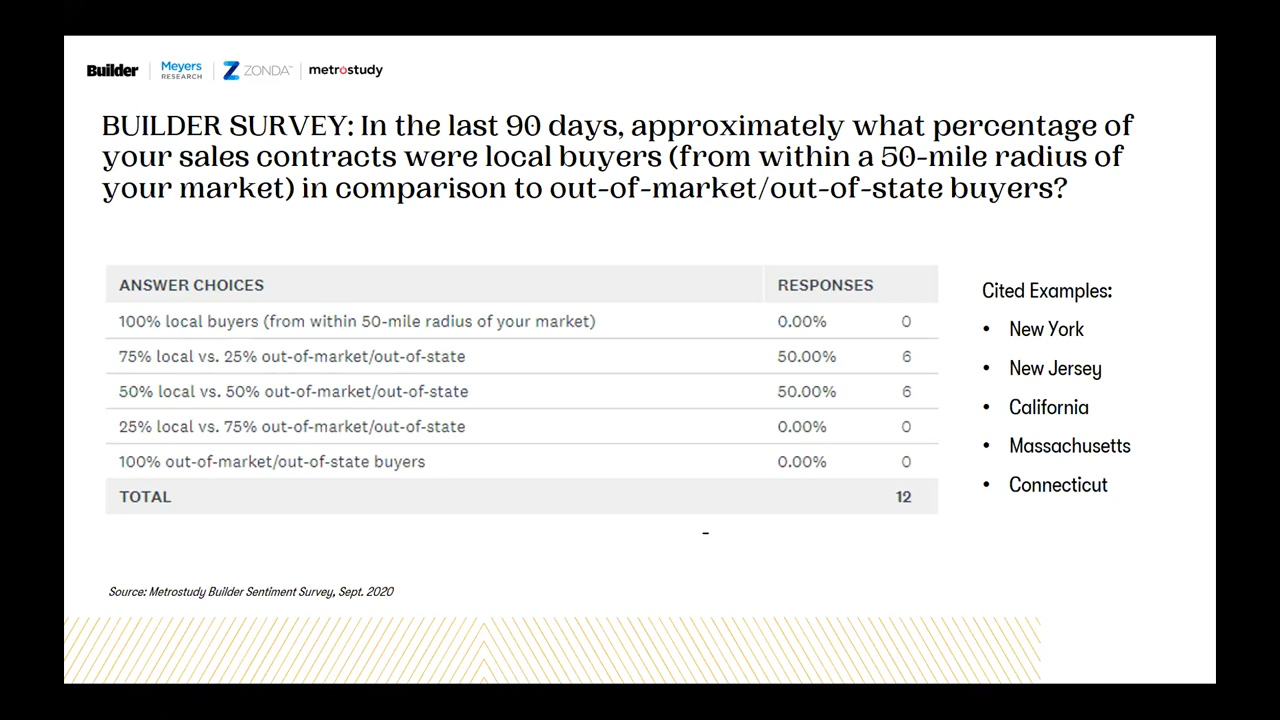 Builder | Meyers RESEARCH | ZONDA™ | metrostudy
BUILDER SURVEY: In the last 90 days, approximately what percentage of
your sales contracts were local buyers (from within a 50-mile radius of
your market) in comparison to out-of-market/out-of-state buyers?
ANSWER CHOICES RESPONSES
100% local buyers (from within 50-mile radius of your market) 0.00% 0
75% local vs. 25% out-of-market/out-of-state 50.00% 6
50% local vs. 50% out-of-market/out-of-state 50.00% 6
25% local vs. 75% out-of-market/out-of-state 0.00% 0
100% out-of-market/out-of-state buyers 0.00% 0
TOTAL 12
Cited Examples:
• New York
• New Jersey
• California
• Massachusetts
• Connecticut
-
Source: Metrostudy Builder Sentiment Survey, Sept. 2020